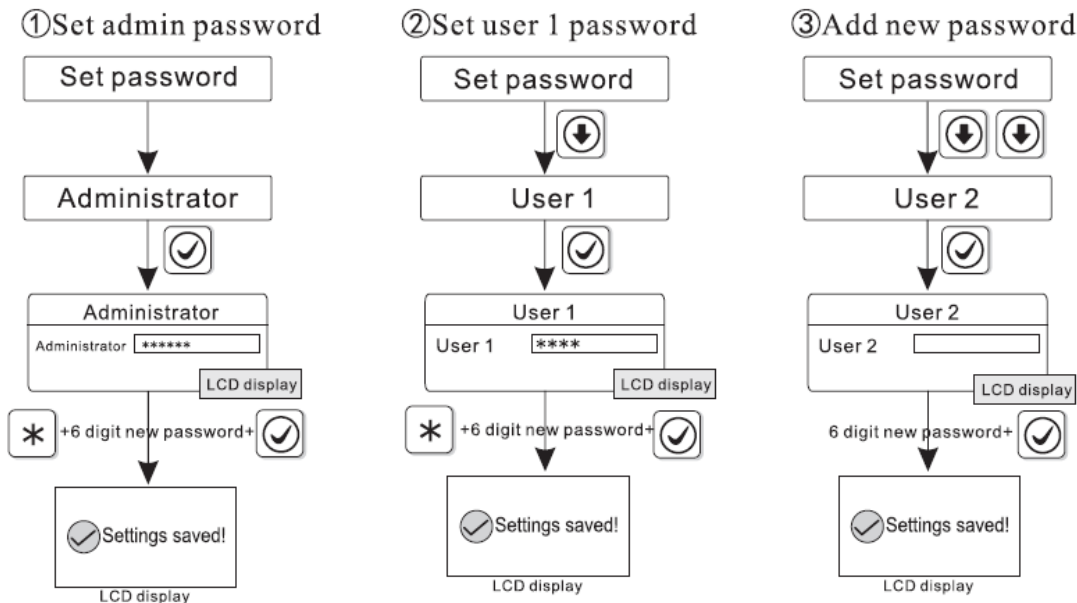 ①Set admin password
Set password
Administrator
Administrator
Administrator ******
LCD display
* +6 digit new password+
Settings saved!
LCD display
②Set user 1 password
Set password
User 1
User 1
User 1 ****
LCD display
* +6 digit new password+
Settings saved!
LCD display
③Add new password
Set password
User 2
User 2
User 2
LCD display
6 digit new password+
Settings saved!
LCD display